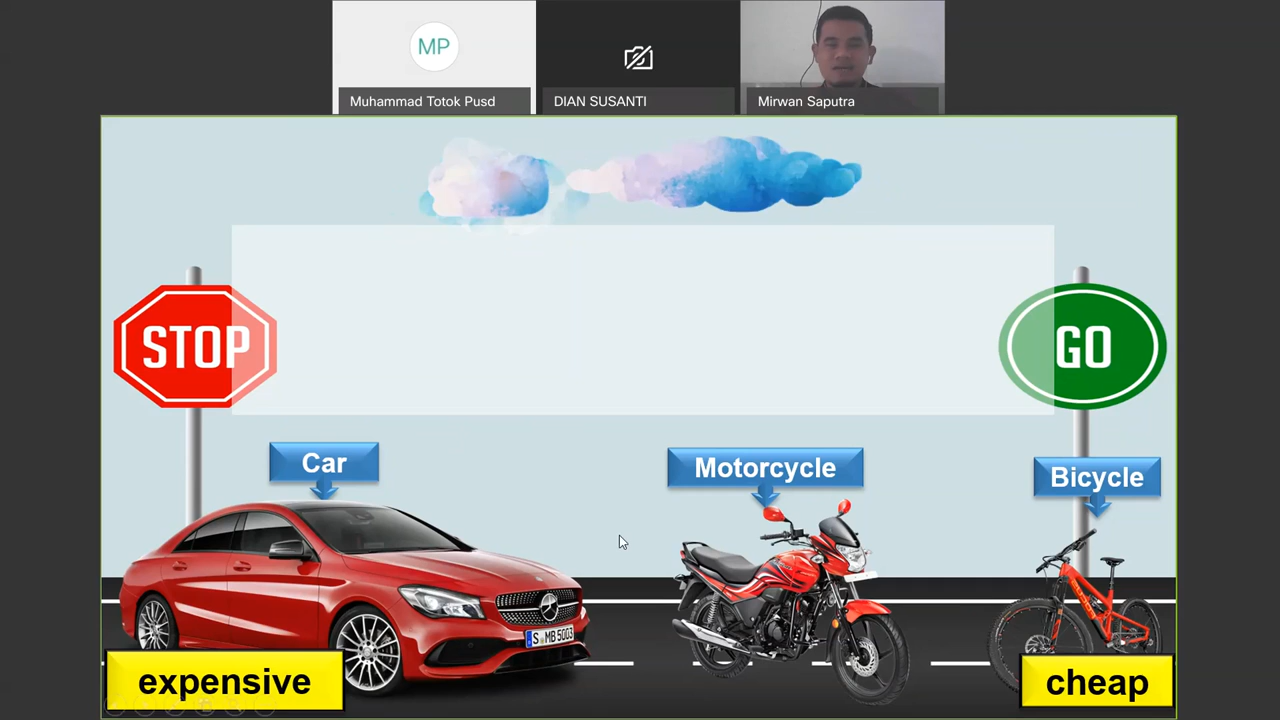 MP
Muhammad Totok Pusd
DIAN SUSANTI
Mirwan Saputra
STOP
GO
Car
Motorcycle
Bicycle
S MB 5003
expensive
cheap